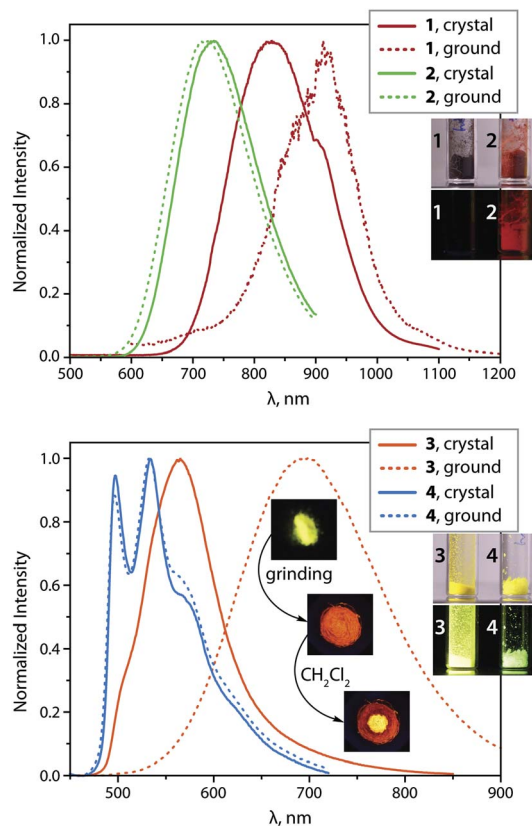 1.0
0.8
0.6
0.4
0.2
0.0
Normalized Intensity
500 600 700 800 900 1000 1100 1200
λ, nm
1, crystal
1, ground
2, crystal
2, ground
1 2
1 2
1.0
0.8
0.6
0.4
0.2
0.0
Normalized Intensity
500 600 700 800 900
λ, nm
3, crystal
3, ground
4, crystal
4, ground
grinding
CH₂Cl₂
3 4
3 4